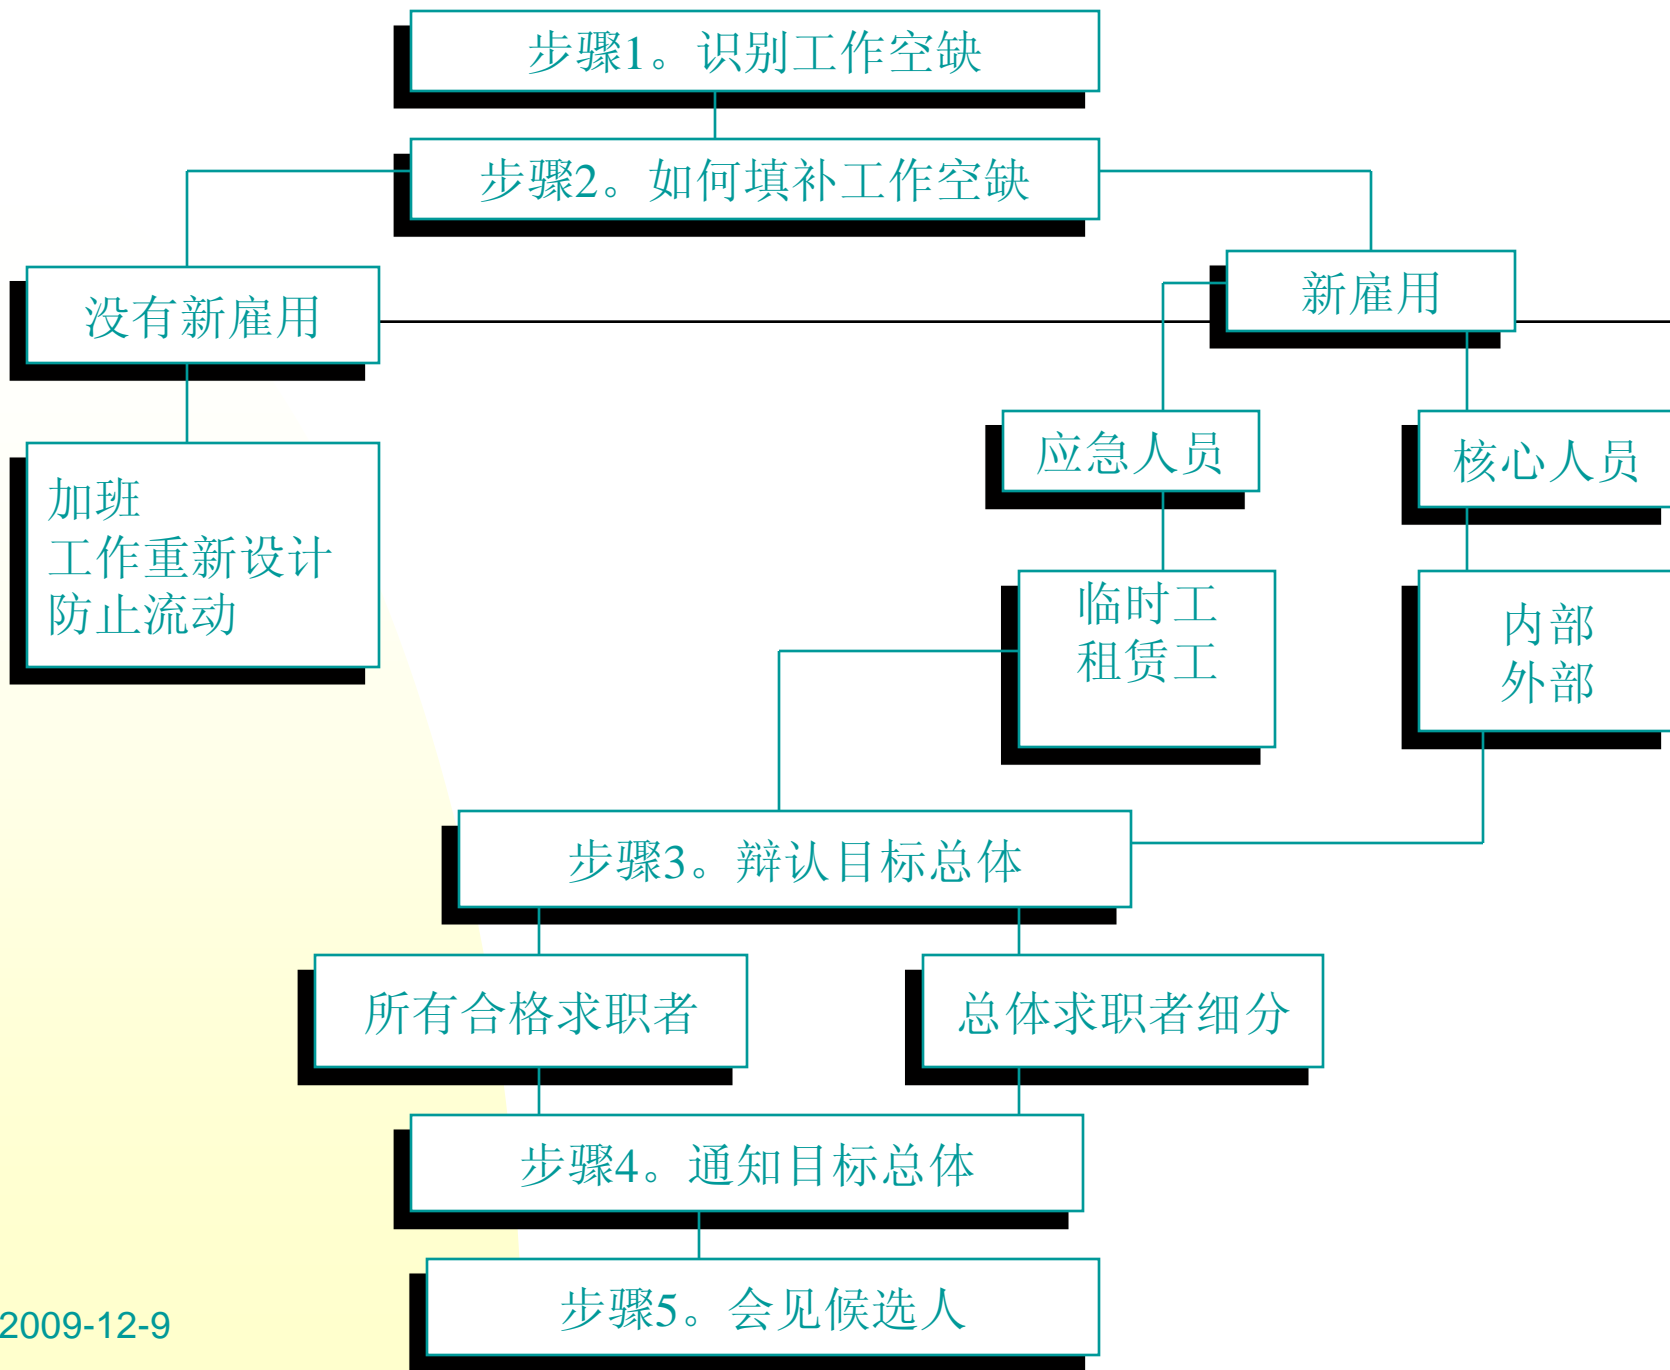 步骤1。识别工作空缺
步骤2。如何填补工作空缺
没有新雇用
新雇用
应急人员
核心人员
加班
工作重新设计
防止流动
临时工
租赁工
内部
外部
步骤3。辩认目标总体
所有合格求职者
总体求职者细分
步骤4。通知目标总体
步骤5。会见候选人
2009-12-9